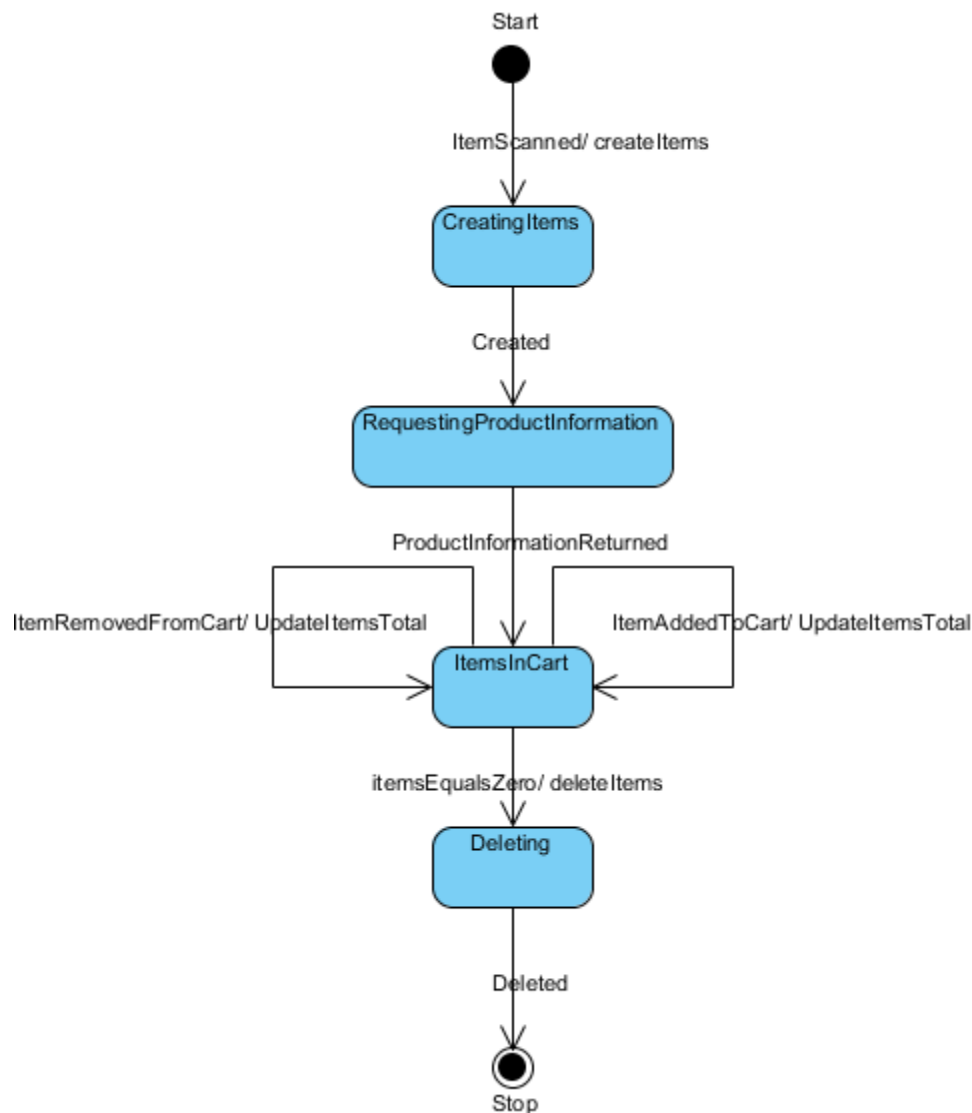 Start
ItemScanned/ createItems
CreatingItems
Created
RequestingProductInformation
ProductInformationReturned
ItemRemovedFromCart/ UpdateItemsTotal
ItemAddedToCart/ UpdateItemsTotal
ItemsInCart
itemsEqualsZero/ deleteItems
Deleting
Deleted
Stop